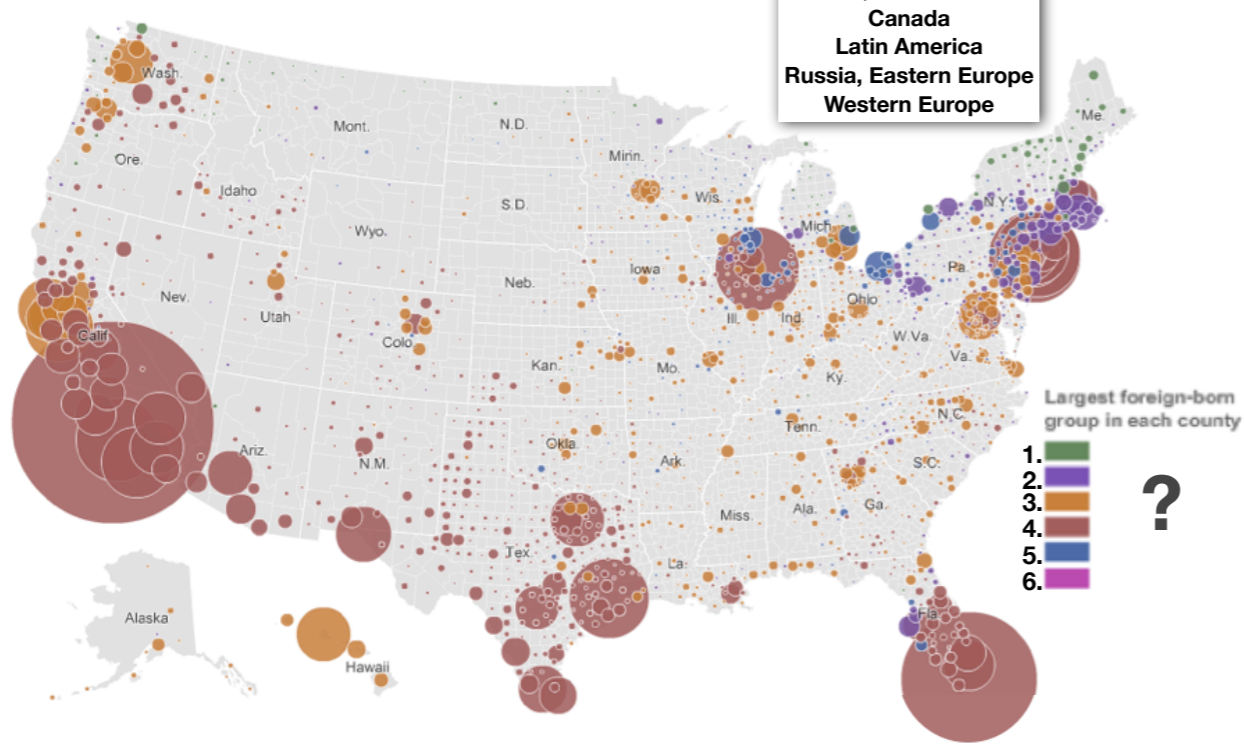 Canada
Latin America
Russia, Eastern Europe
Western Europe
Wash.
Mont.
N.D.
Minn.
Me.
Ore.
Idaho
S.D.
Wis.
N.Y.
Wyo.
Mich.
Iowa
Pa.
Nev.
Neb.
Ohio
Utah
Ill.
Ind.
Calif.
Colo.
W.Va.
Va.
Kan.
Mo.
Ky.
Largest foreign-born
group in each county
N.C.
Tenn.
Ariz.
Okla.
N.M.
Ark.
S.C.
1.
2.
3.
4.
5.
6.
?
Miss.
Ala.
Ga.
Tex.
La.
Alaska
Fla.
Hawaii